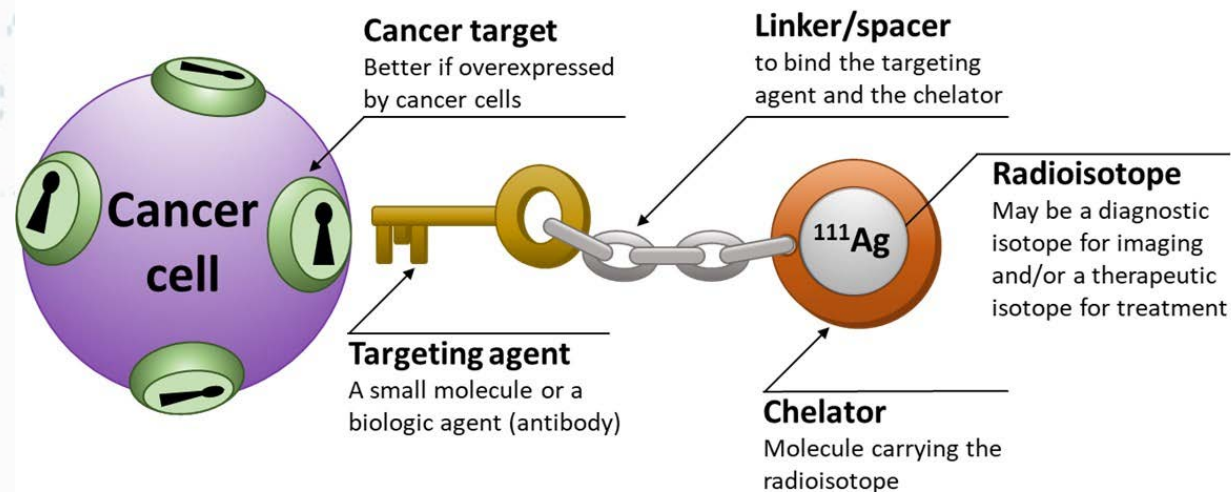 Cancer target
Better if overexpressed
by cancer cells
Linker/spacer
to bind the targeting
agent and the chelator
Cancer
cell
¹¹¹Ag
Radioisotope
May be a diagnostic
isotope for imaging
and/or a therapeutic
isotope for treatment
Targeting agent
A small molecule or a
biologic agent (antibody)
Chelator
Molecule carrying the
radioisotope